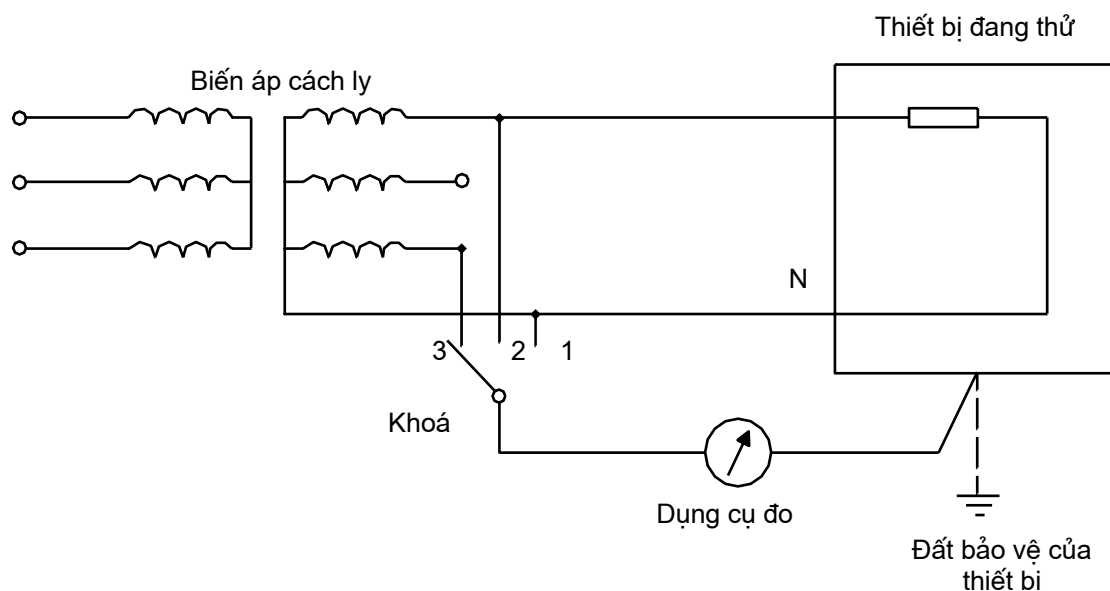 Thiết bị đang thử
Biến áp cách ly
N
3 2 1
Khoá
Dụng cụ đo
Đất bảo vệ của
thiết bi